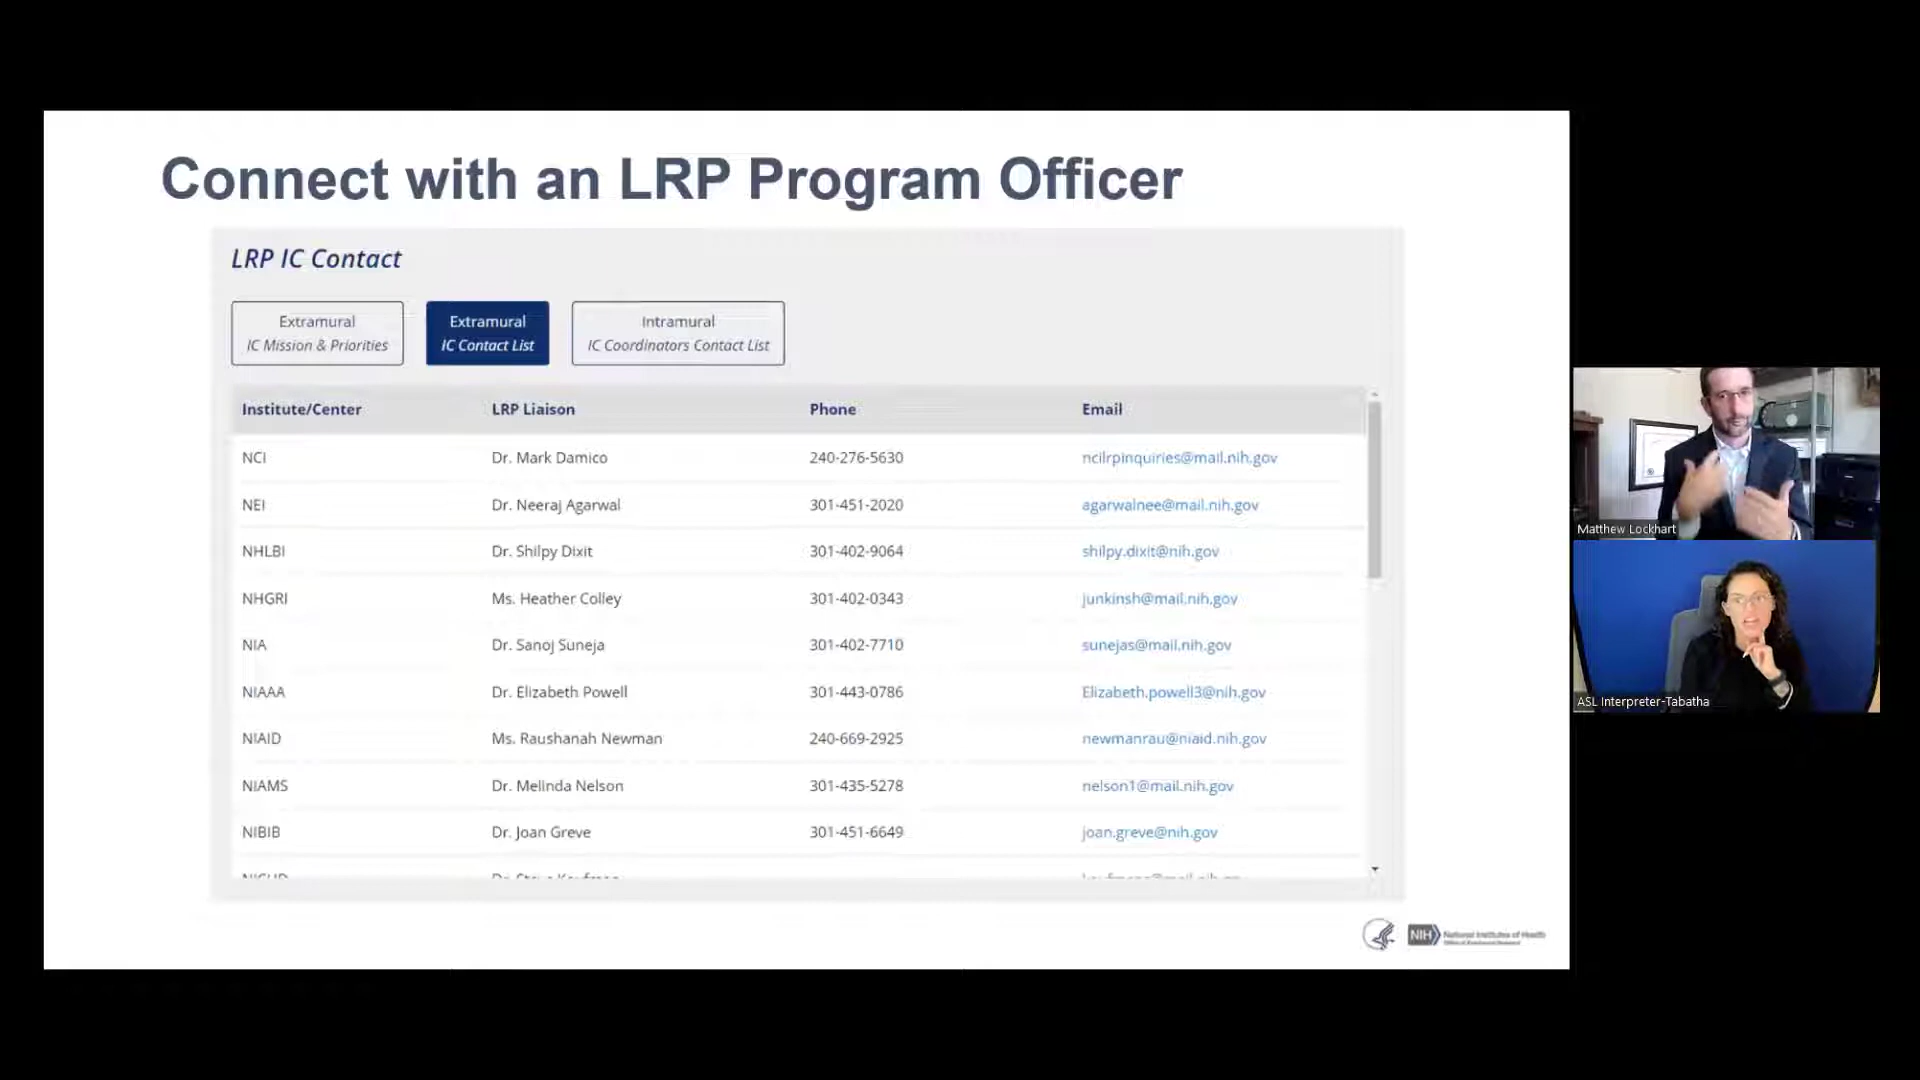 Connect with an LRP Program Officer
LRP IC Contact
Extramural
IC Mission & Priorities
Extramural
IC Contact List
Intramural
IC Coordinators Contact List
Institute/Center LRP Liaison Phone Email
NCI Dr. Mark Damico 240-276-5630 ncilrpinquiries@mail.nih.gov
NEI Dr. Neeraj Agarwal 301-451-2020 agarwalnee@mail.nih.gov
NHLBI Dr. Shilpy Dixit 301-402-9064 shilpy.dixit@nih.gov
NHGRI Ms. Heather Colley 301-402-0343 junkinsh@mail.nih.gov
NIA Dr. Sanoj Suneja 301-402-7710 sunejas@mail.nih.gov
NIAAA Dr. Elizabeth Powell 301-443-0786 Elizabeth.powell3@nih.gov
NIAID Ms. Raushanah Newman 240-669-2925 newmanrau@niaid.nih.gov
NIAMS Dr. Melinda Nelson 301-435-5278 nelson1@mail.nih.gov
NIBIB Dr. Joan Greve 301-451-6649 joan.greve@nih.gov
NIH National Institutes of Health
Matthew Lockhart
ASL Interpreter-Tabatha